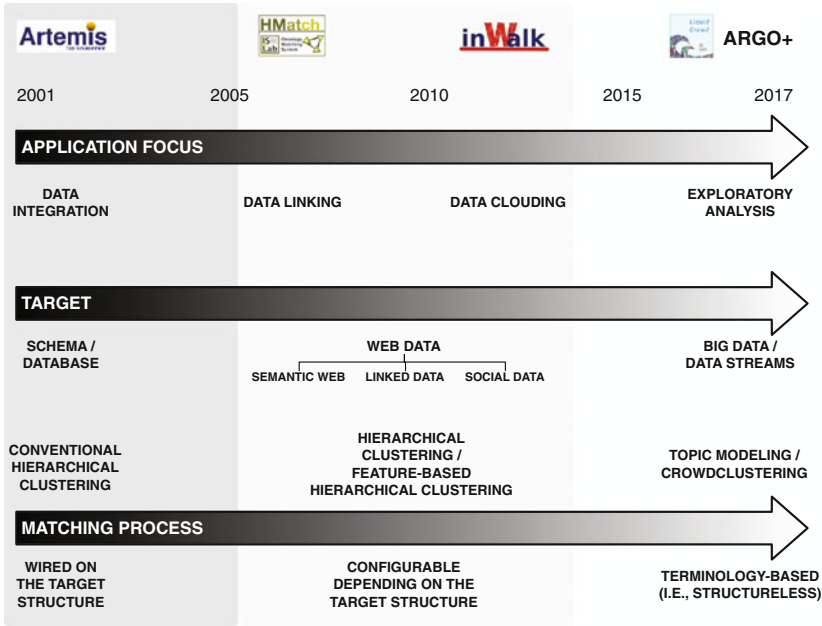 Artemis
HMatch
ISLab
inWalk
Liquid
Crowd
ARGO+
2001 2005 2010 2015 2017
APPLICATION FOCUS
DATA
INTEGRATION
DATA LINKING
DATA CLOUDING
EXPLORATORY
ANALYSIS
TARGET
SCHEMA /
DATABASE
WEB DATA
SEMANTIC WEB LINKED DATA SOCIAL DATA
BIG DATA /
DATA STREAMS
CONVENTIONAL
HIERARCHICAL
CLUSTERING
HIERARCHICAL
CLUSTERING /
FEATURE-BASED
HIERARCHICAL CLUSTERING
TOPIC MODELING /
CROWDCLUSTERING
MATCHING PROCESS
WIRED ON
THE TARGET
STRUCTURE
CONFIGURABLE
DEPENDING ON THE
TARGET STRUCTURE
TERMINOLOGY-BASED
(I.E., STRUCTURELESS)